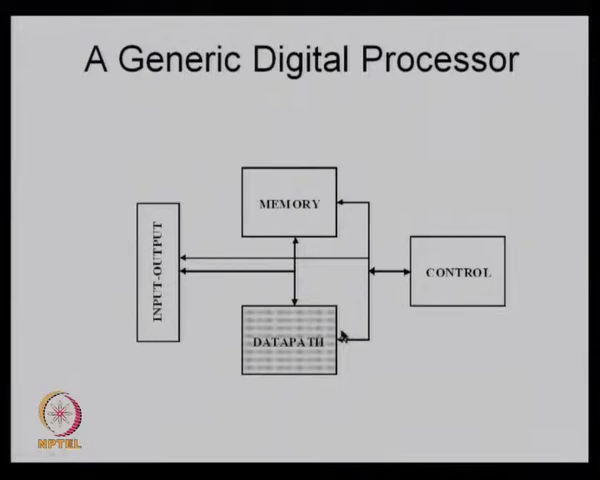 A Generic Digital Processor
MEMORY
INPUT-OUTPUT
CONTROL
DATAPATH
NPTEL